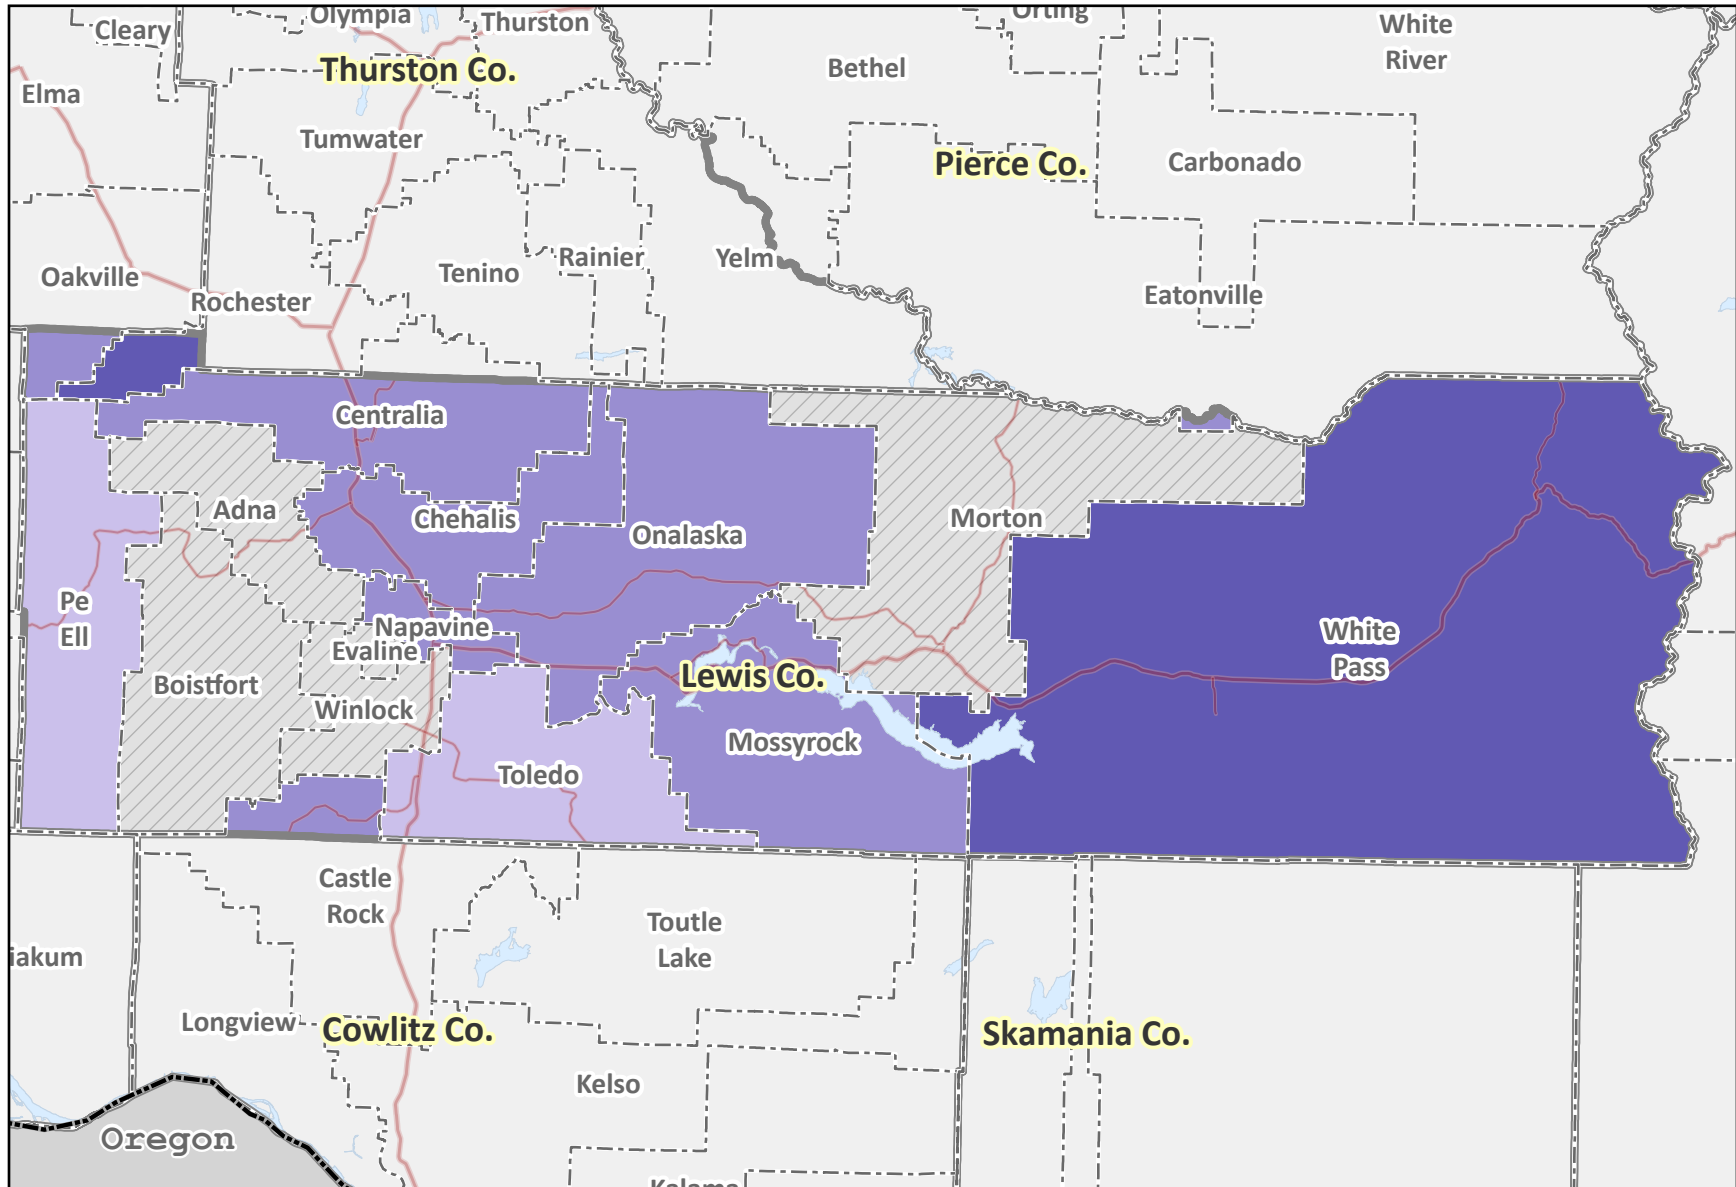 Olympia
Thurston
Orting
White
River
Cleary
Thurston Co.
Bethel
Elma
Tumwater
Pierce Co.
Carbonado
Oakville
Rochester
Tenino
Rainier
Yelm
Eatonville
Centralia
Adna
Chehalis
Onalaska
Morton
Pe
Ell
Napavine
Evaline
White
Pass
Boistfort
Winlock
Lewis Co.
Mossyrock
Toledo
Castle
Rock
Toutle
Lake
iakum
Longview
Cowlitz Co.
Skamania Co.
Kelso
Oregon
Kalama